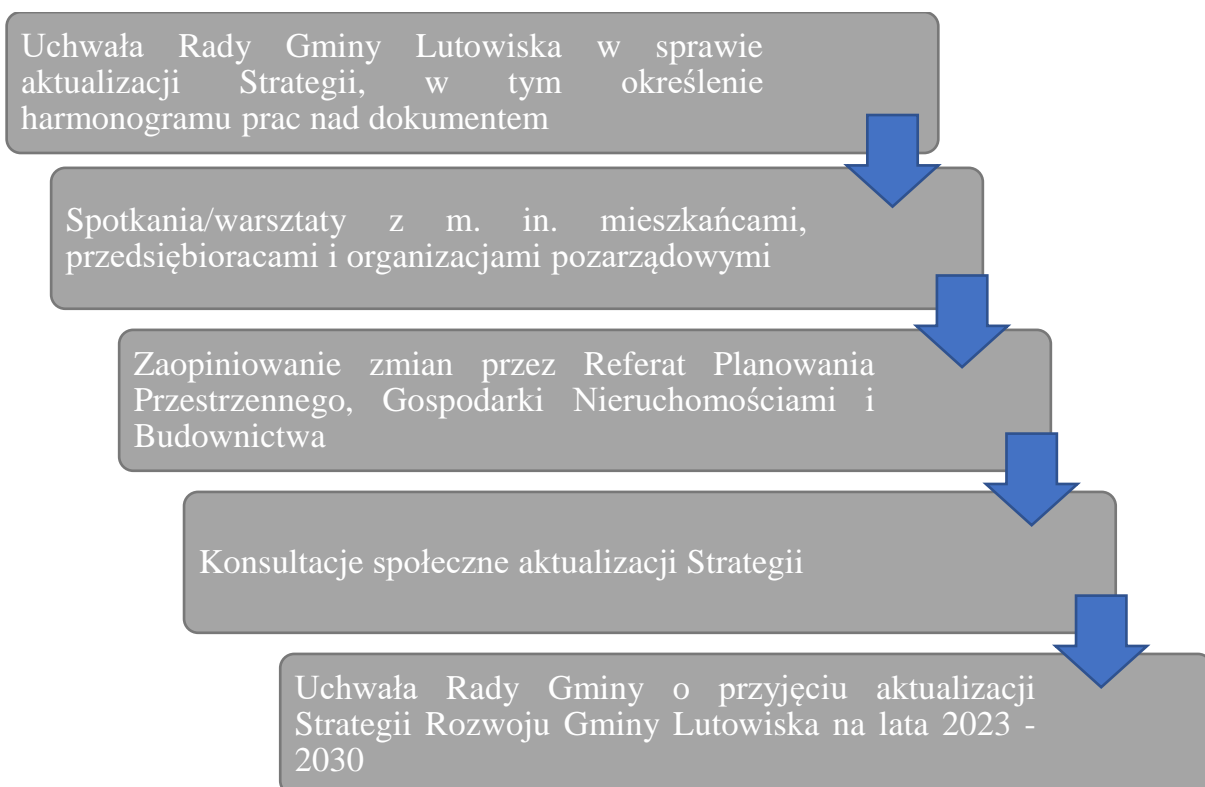 Uchwała Rady Gminy Lutowiska w sprawie
aktualizacji Strategii, w tym określenie
harmonogramu prac nad dokumentem
Spotkania/warsztaty z m. in. mieszkańcami,
przedsiębioracami i organizacjami pozarządowymi
Zaopiniowanie zmian przez Referat Planowania
Przestrzennego, Gospodarki Nieruchomościami i
Budownictwa
Konsultacje społeczne aktualizacji Strategii
Uchwała Rady Gminy o przyjęciu aktualizacji
Strategii Rozwoju Gminy Lutowiska na lata 2023 -
2030